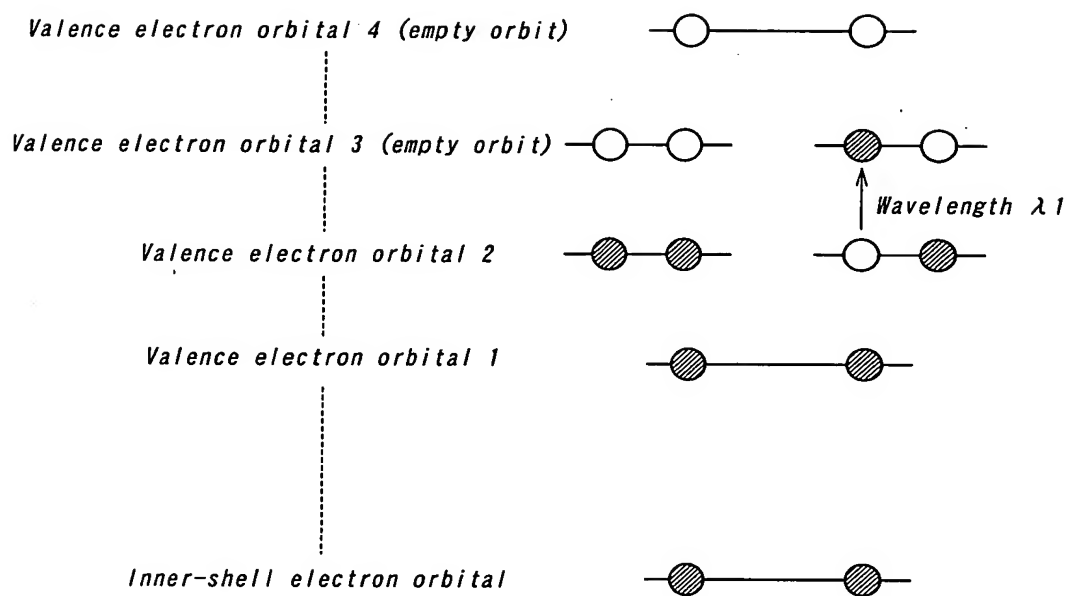 Valence electron orbital 4 (empty orbit)
Valence electron orbital 3 (empty orbit)
Wavelength λ1
Valence electron orbital 2
Valence electron orbital 1
Inner-shell electron orbital